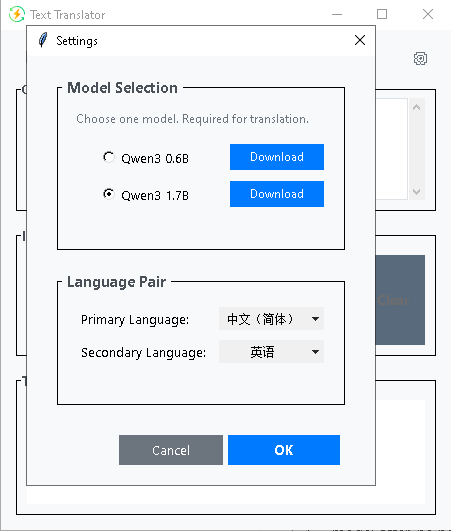 Text Translator
Settings
Model Selection
Choose one model. Required for translation.
Qwen3 0.6B
Download
Qwen3 1.7B
Download
Clear
Language Pair
Primary Language:
中文（简体）
Secondary Language:
英语
Cancel
OK